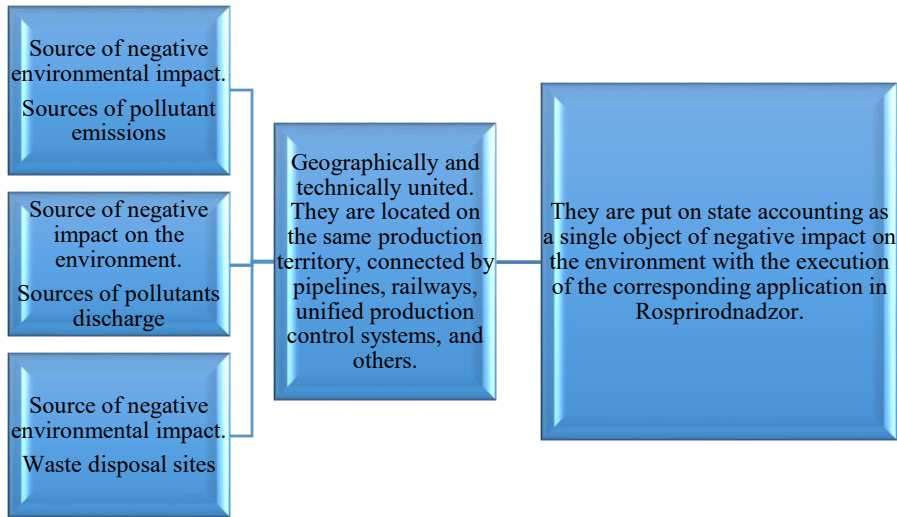 Source of negative
environmental impact.
Sources of pollutant
emissions
Source of negative
impact on the
environment.
Sources of pollutants
discharge
Source of negative
environmental impact.
Waste disposal sites
Geographically and
technically united.
They are located on
the same production
territory, connected by
pipelines, railways,
unified production
control systems, and
others.
They are put on state accounting as
a single object of negative impact on
the environment with the execution
of the corresponding application in
Rosprirodnadzor.